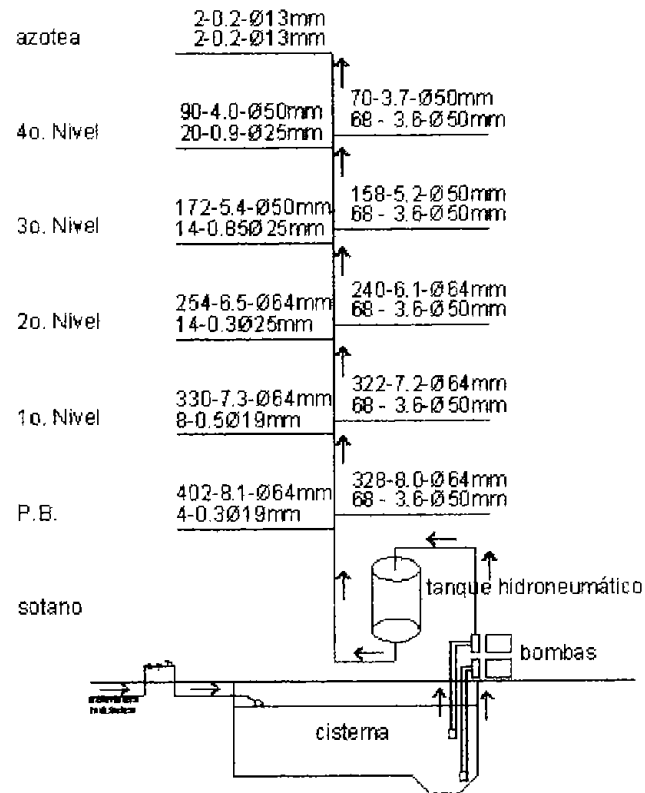 azotea
2-0.2-Ø13mm
2-0.2-Ø13mm
4o. Nivel
90-4.0-Ø50mm
20-0.9-Ø25mm
70-3.7-Ø50mm
68 - 3.6-Ø50mm
3o. Nivel
172-5.4-Ø50mm
14-0.85Ø25mm
158-5.2-Ø50mm
68 - 3.6-Ø50mm
2o. Nivel
254-6.5-Ø64mm
14-0.3Ø25mm
240-6.1-Ø64mm
68 - 3.6-Ø50mm
1o. Nivel
330-7.3-Ø64mm
8-0.5Ø19mm
322-7.2-Ø64mm
68 - 3.6-Ø50mm
P.B.
402-8.1-Ø64mm
4-0.3Ø19mm
328-8.0-Ø64mm
68 - 3.6-Ø50mm
sotano
tanque hidroneumático
bombas
cisterna